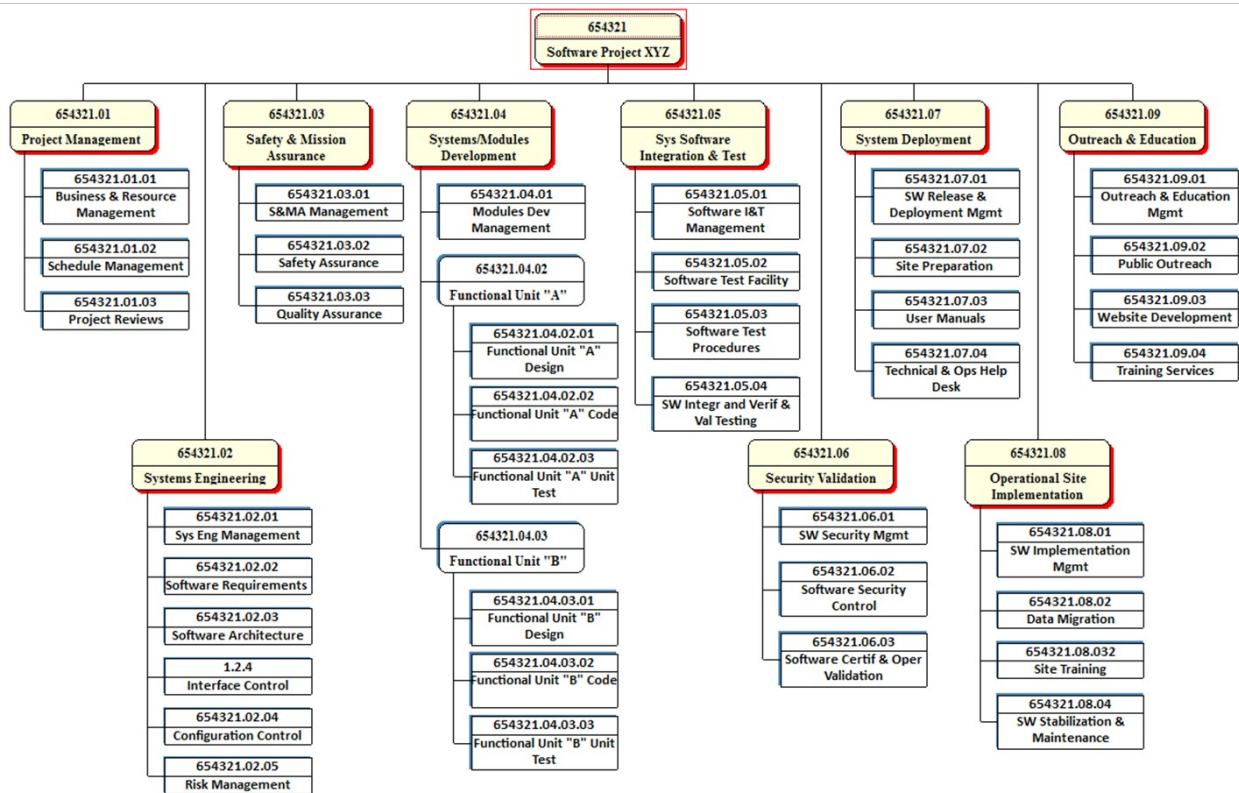 654321
Software Project XYZ
654321.01
Project Management
654321.01.01
Business & Resource
Management
654321.01.02
Schedule Management
654321.01.03
Project Reviews
654321.02
Systems Engineering
654321.02.01
Sys Eng Management
654321.02.02
Software Requirements
654321.02.03
Software Architecture
1.2.4
Interface Control
654321.02.04
Configuration Control
654321.02.05
Risk Management
654321.03
Safety & Mission
Assurance
654321.03.01
S&MA Management
654321.03.02
Safety Assurance
654321.03.03
Quality Assurance
654321.04
Systems/Modules
Development
654321.04.01
Modules Dev
Management
654321.04.02
Functional Unit "A"
654321.04.02.01
Functional Unit "A"
Design
654321.04.02.02
Functional Unit "A" Code
654321.04.02.03
Functional Unit "A" Unit
Test
654321.04.03
Functional Unit "B"
654321.04.03.01
Functional Unit "B"
Design
654321.04.03.02
Functional Unit "B" Code
654321.04.03.03
Functional Unit "B" Unit
Test
654321.05
Sys Software
Integration & Test
654321.05.01
Software I&T
Management
654321.05.02
Software Test Facility
654321.05.03
Software Test
Procedures
654321.05.04
SW Integr and Verif &
Val Testing
654321.06
Security Validation
654321.06.01
SW Security Mgmt
654321.06.02
Software Security
Control
654321.06.03
Software Certif & Oper
Validation
654321.07
System Deployment
654321.07.01
SW Release &
Deployment Mgmt
654321.07.02
Site Preparation
654321.07.03
User Manuals
654321.07.04
Technical & Ops Help
Desk
654321.08
Operational Site
Implementation
654321.08.01
SW Implementation
Mgmt
654321.08.02
Data Migration
654321.08.032
Site Training
654321.08.04
SW Stabilization &
Maintenance
654321.09
Outreach & Education
654321.09.01
Outreach & Education
Mgmt
654321.09.02
Public Outreach
654321.09.03
Website Development
654321.09.04
Training Services